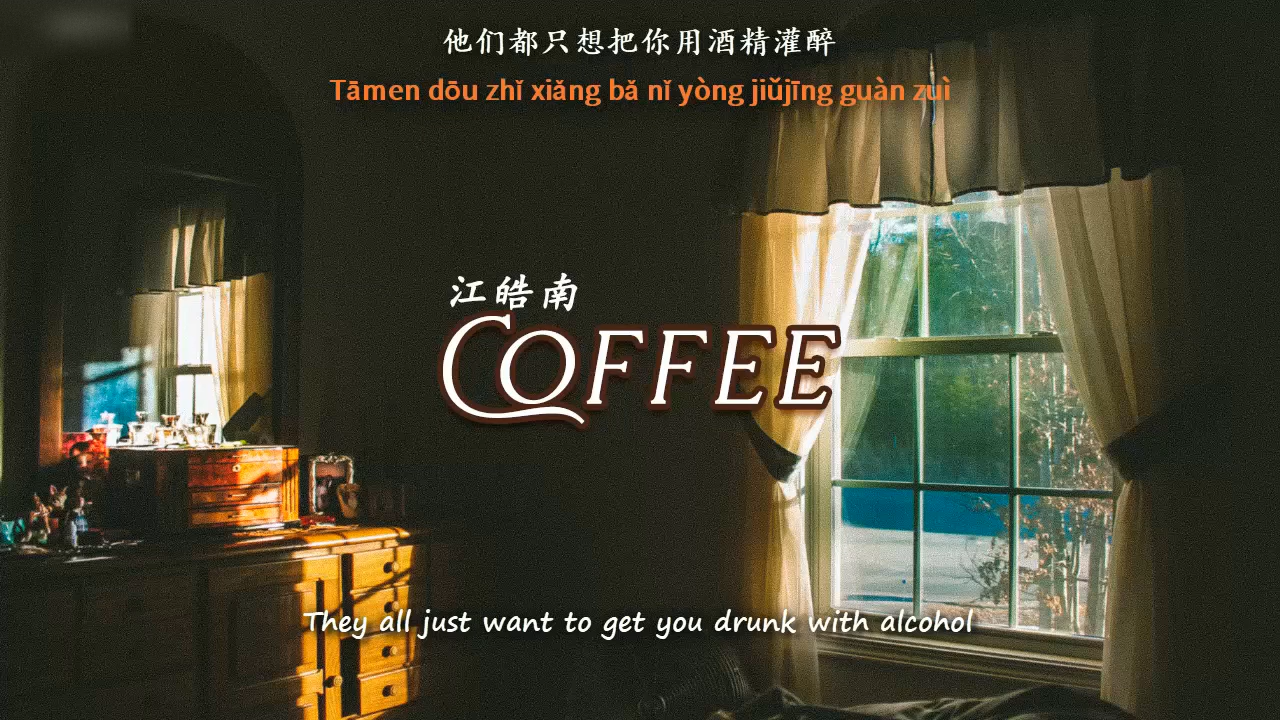 他们都只想把你用酒精灌醉
Tāmen dōu zhǐ xiǎng bǎ nǐ yòng jiǔjīng guàn zuì
江皓南
COFFEE
They all just want to get you drunk with alcohol